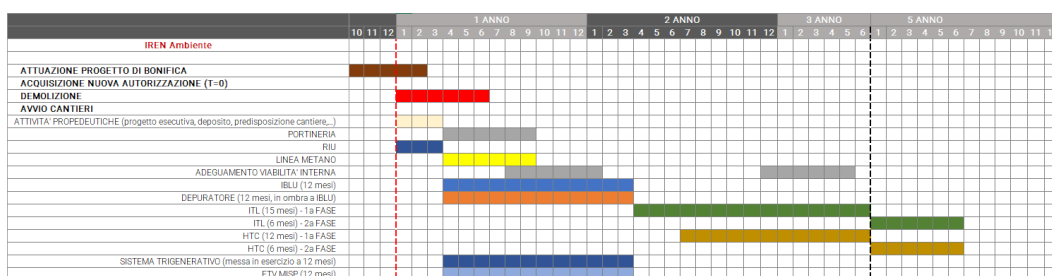 1 ANNO 2 ANNO 3 ANNO 5 ANNO
10 11 12 1 2 3 4 5 6 7 8 9 10 11 12 1 2 3 4 5 6 7 8 9 10 11 12 1 2 3 4 5 6 1 2 3 4 5 6 7 8 9 10 11
IREN Ambiente
ATTUAZIONE PROGETTO DI BONIFICA
ACQUISIZIONE NUOVA AUTORIZZAZIONE (T=0)
DEMOLIZIONE
AVVIO CANTIERI
ATTIVITA' PROPEDEUTICHE (progetto esecutiva, deposito, predisposizione cantiere,...)
PORTINERIA
RIU
LINEA METANO
ADEGUAMENTO VIABILITA' INTERNA
IBLU (12 mesi)
DEPURATORE (12 mesi, in ombra a IBLU)
ITL (15 mesi) - 1a FASE
ITL (6 mesi) - 2a FASE
HTC (12 mesi) - 1a FASE
HTC (6 mesi) - 2a FASE
SISTEMA TRIGENERATIVO (messa in esercizio a 12 mesi)
FTV MISP (12 mesi)